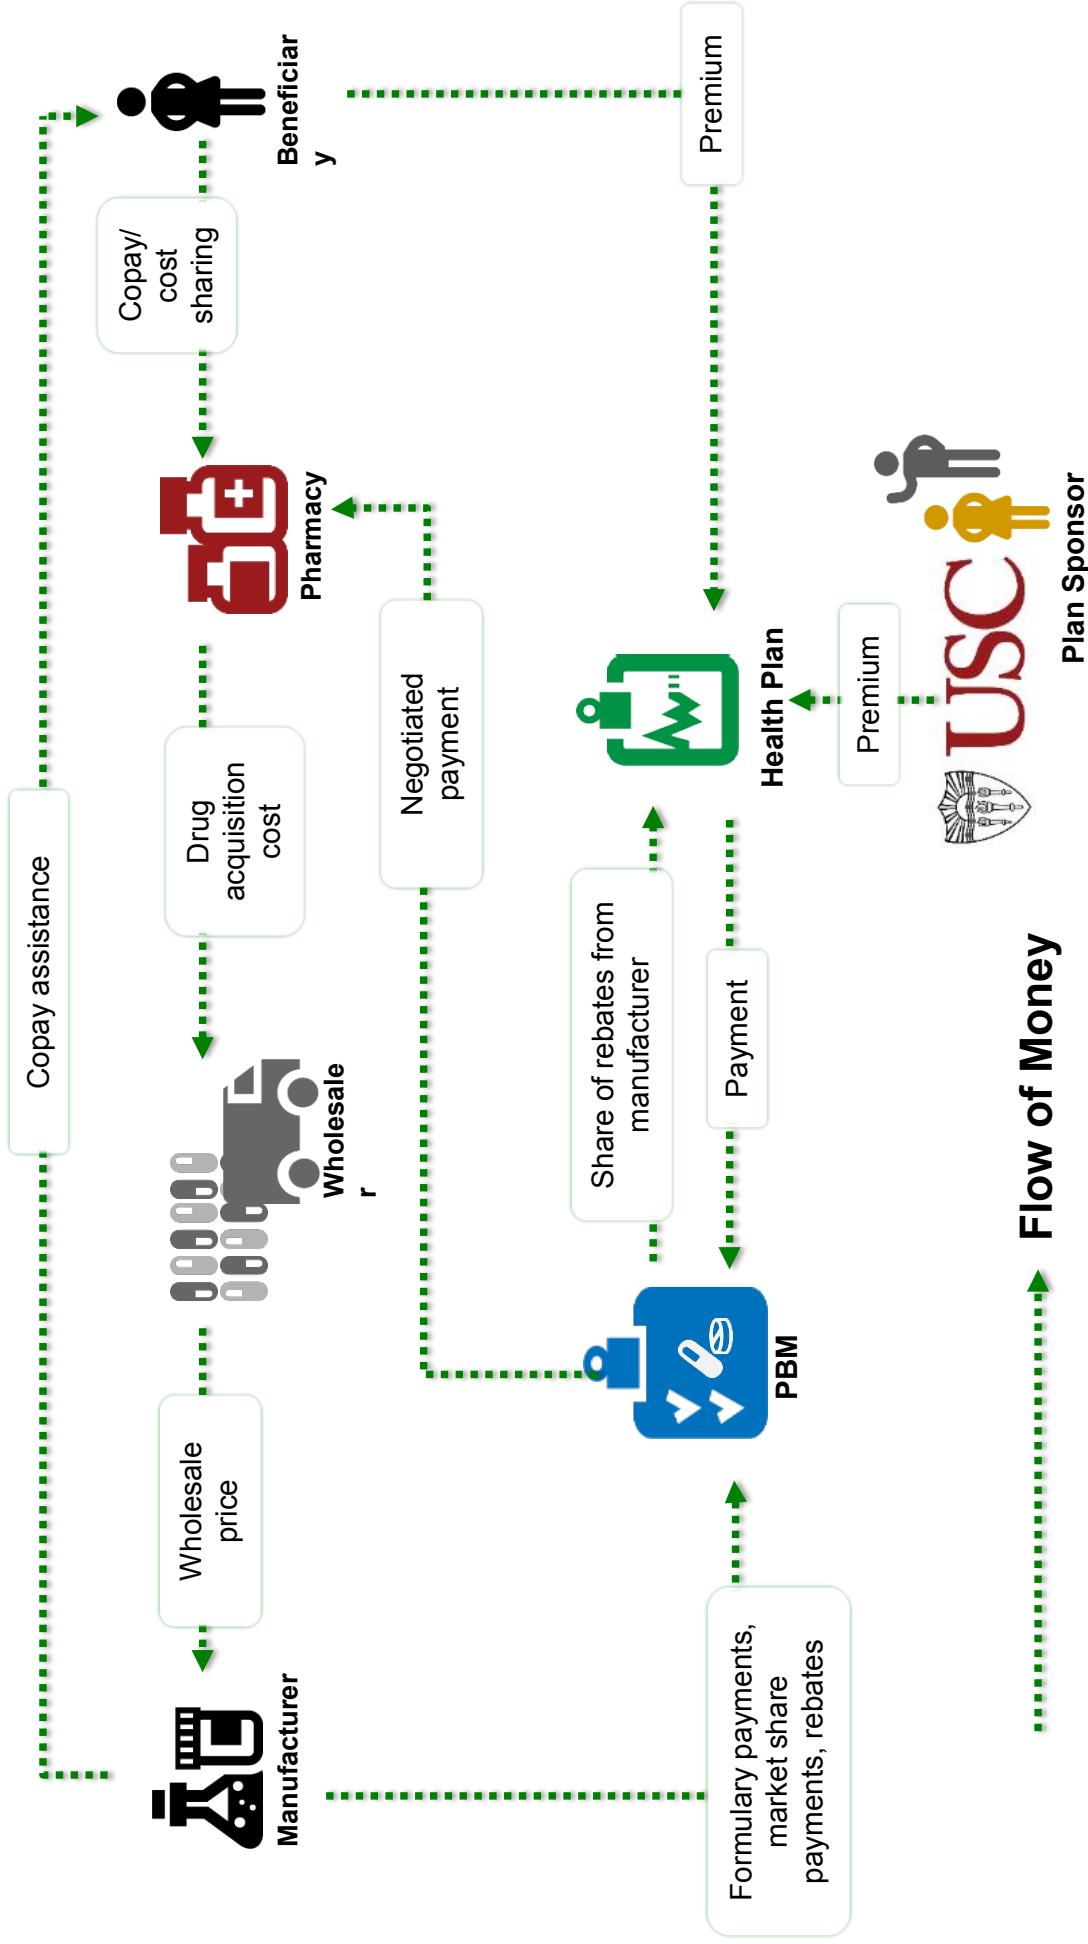 Copay assistance
Manufacturer
Wholesale
price
Wholesale
r
Drug
acquisition
cost
Pharmacy
Copay/
cost
sharing
Beneficiar
y
Negotiated
payment
Formulary payments,
market share
payments, rebates
PBM
Share of rebates from
manufacturer
Payment
Health Plan
Premium
Premium
USC
Plan Sponsor
Flow of Money